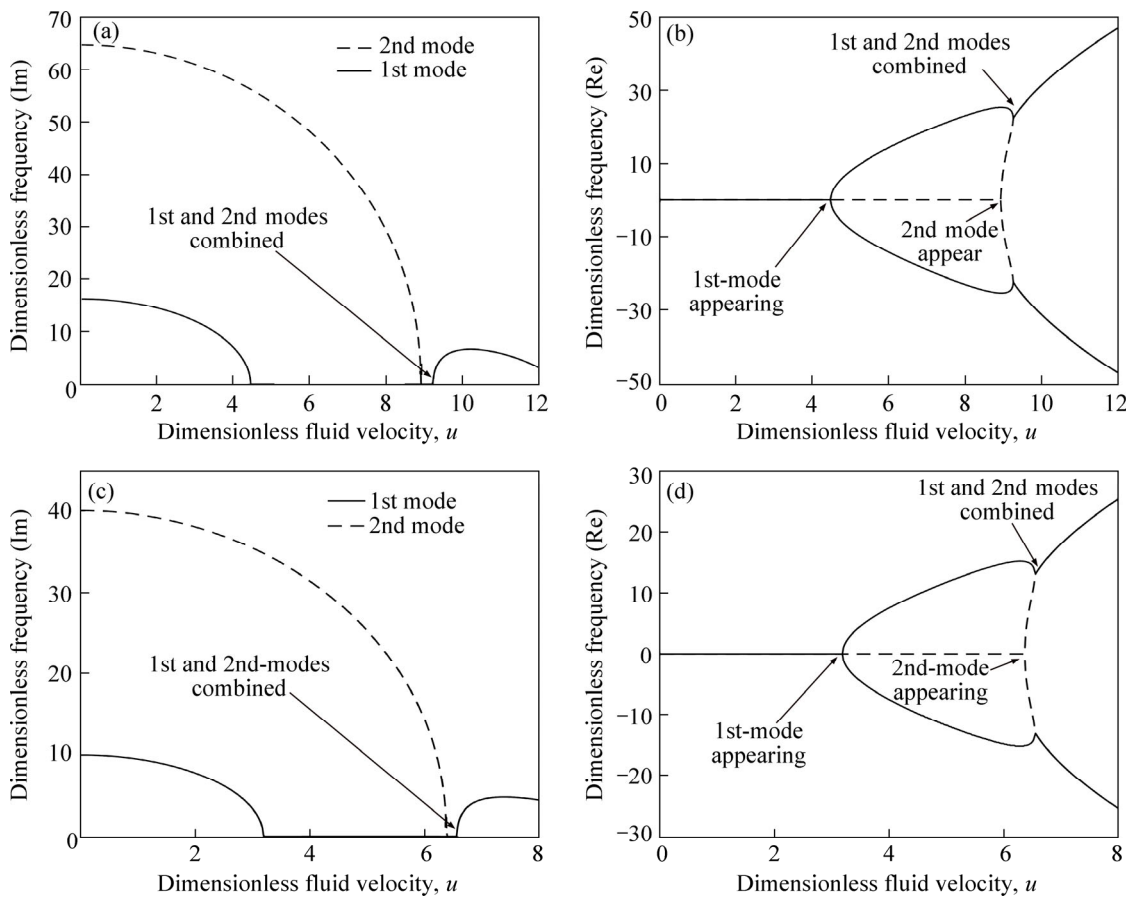 (a)
2nd mode
1st mode
1st and 2nd modes
combined
Dimensionless frequency (Im)
70
60
50
40
30
20
10
0
2
4
6
8
10
12
Dimensionless fluid velocity, u
(b)
1st and 2nd modes
combined
2nd mode
appear
1st-mode
appearing
Dimensionless frequency (Re)
50
30
10
−10
−30
−50
0
2
4
6
8
10
12
Dimensionless fluid velocity, u
(c)
1st mode
2nd mode
1st and 2nd-modes
combined
Dimensionless frequency (Im)
40
30
20
10
0
2
4
6
8
Dimensionless fluid velocity, u
(d)
1st and 2nd modes
combined
2nd-mode
appearing
1st-mode
appearing
Dimensionless frequency (Re)
30
20
10
0
−10
−20
−30
0
2
4
6
8
Dimensionless fluid velocity, u